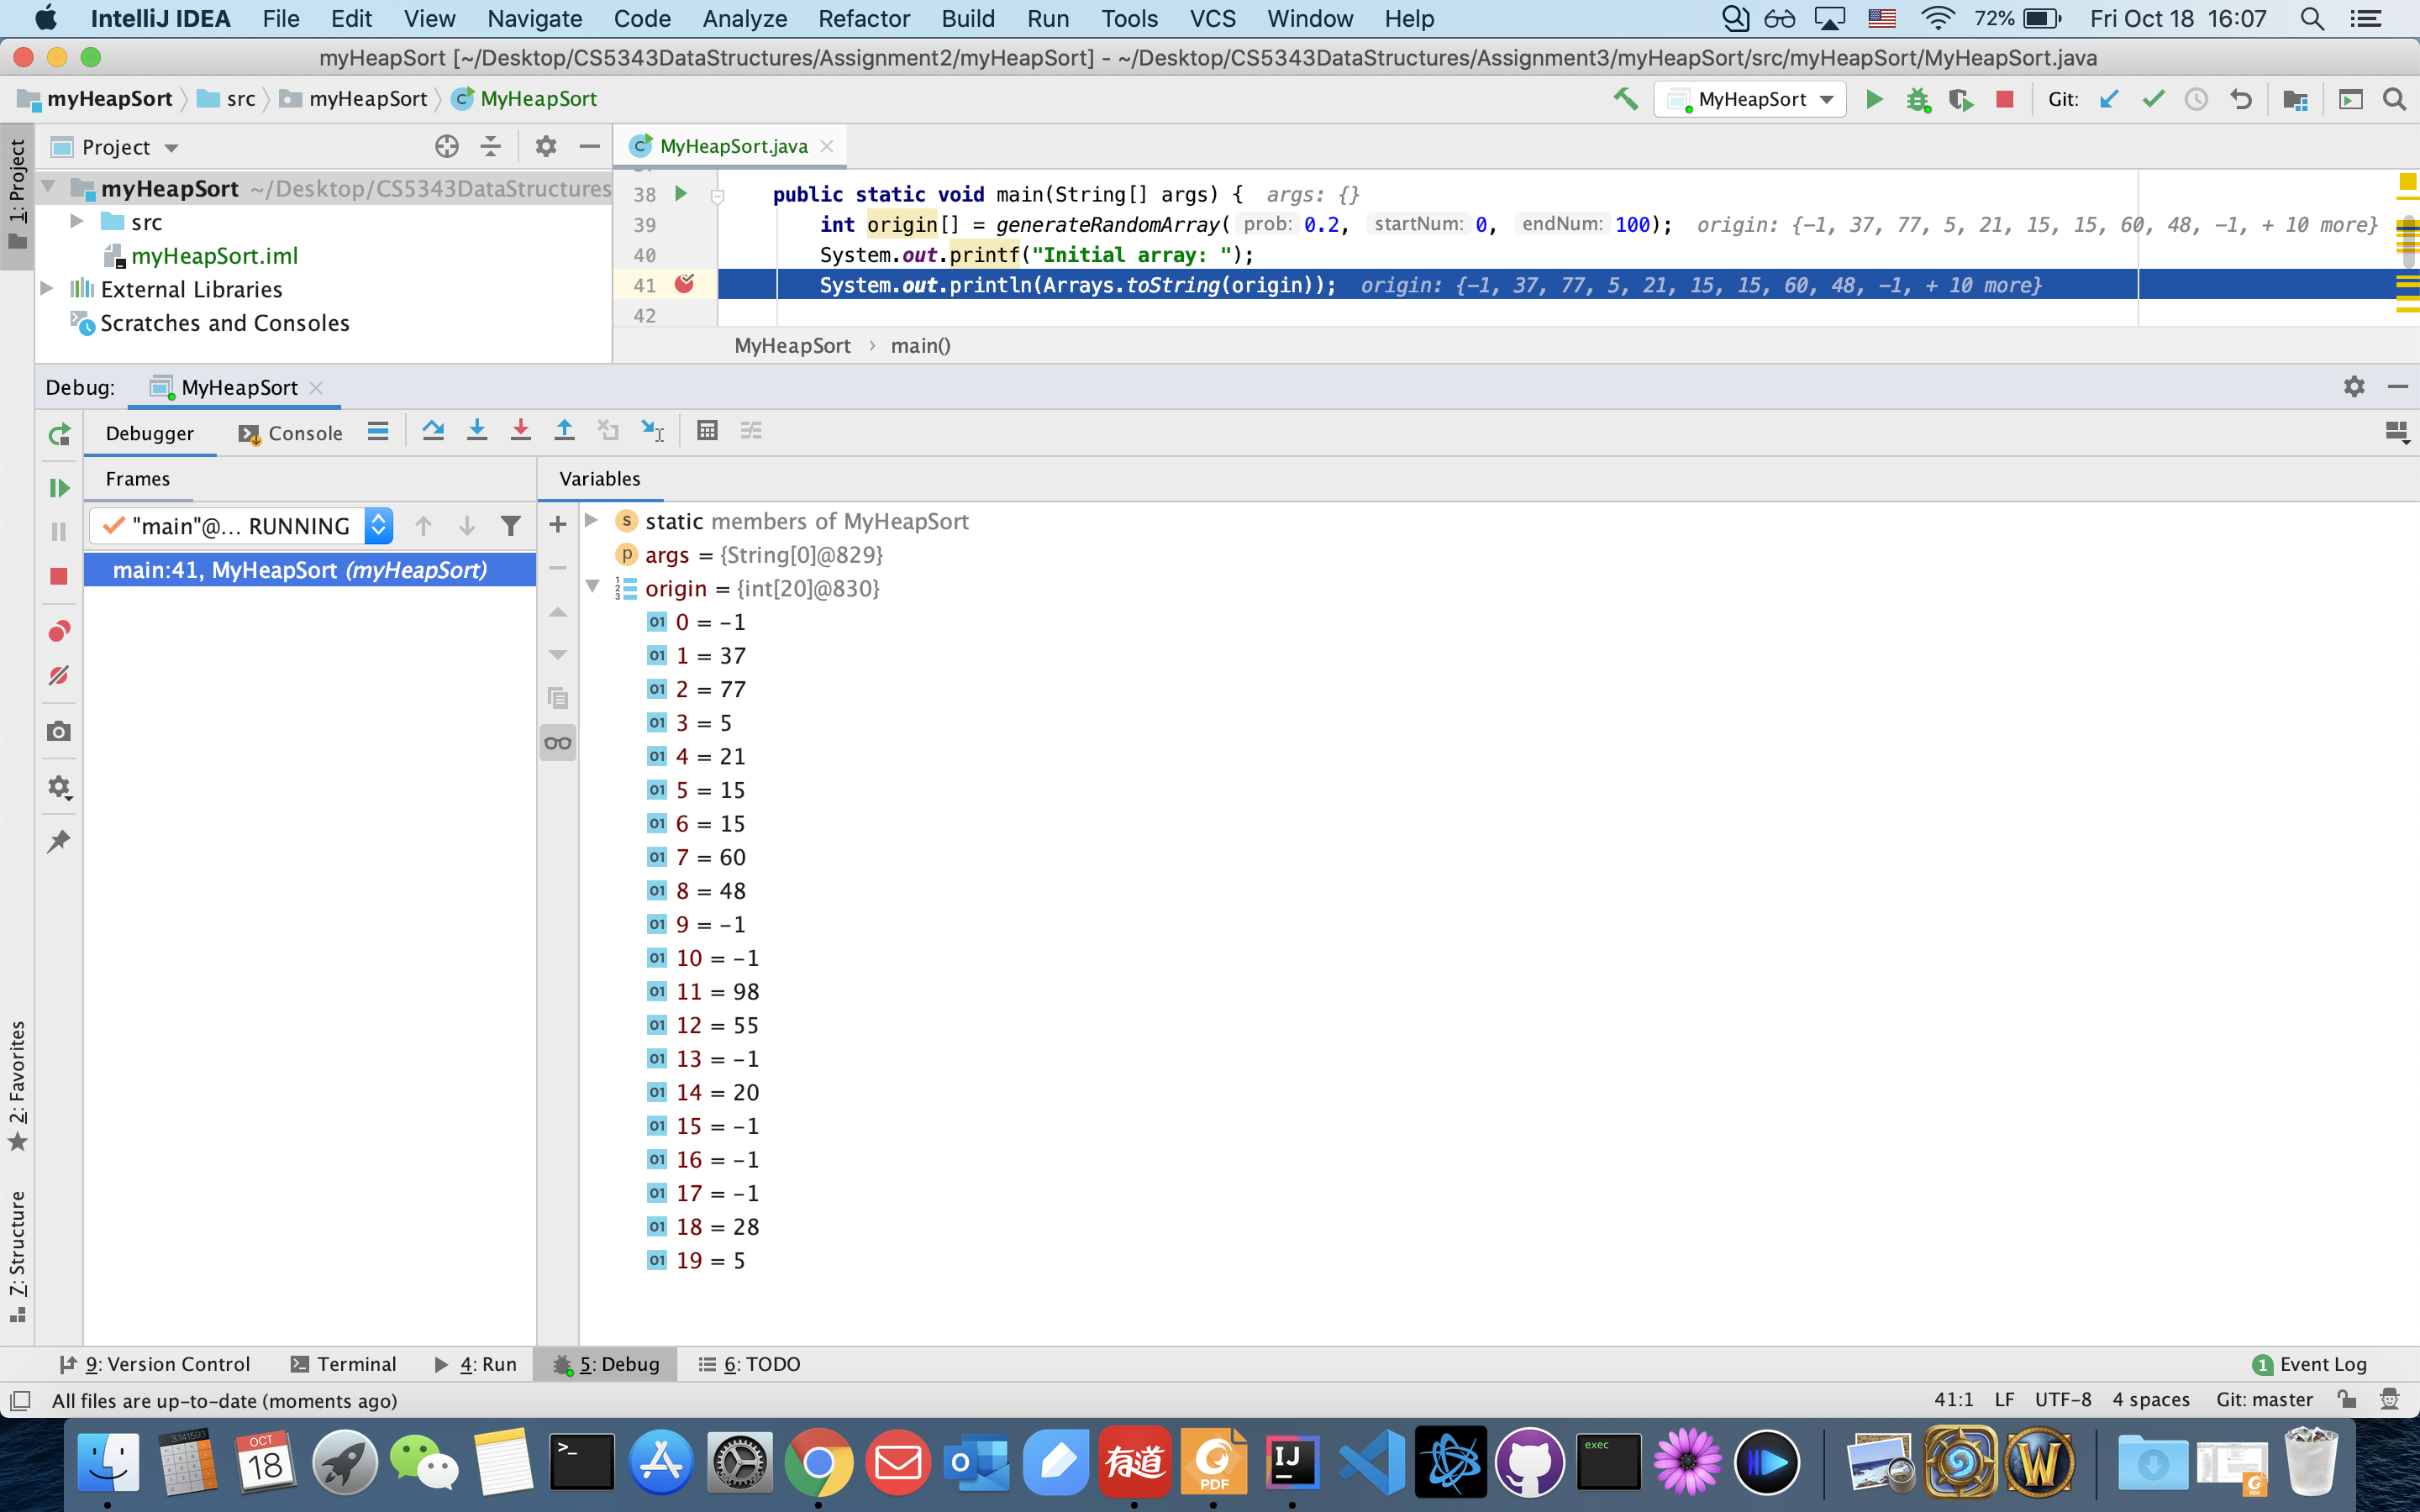 IntelliJ IDEA File Edit View Navigate Code Analyze Refactor Build Run Tools VCS Window Help 72% Fri Oct 18 16:07
myHeapSort [~/Desktop/CS5343DataStructures/Assignment2/myHeapSort] - ~/Desktop/CS5343DataStructures/Assignment3/myHeapSort/src/myHeapSort/MyHeapSort.java
myHeapSort src myHeapSort MyHeapSort MyHeapSort Git:
1: Project
Project
myHeapSort ~/Desktop/CS5343DataStructures
src
myHeapSort.iml
External Libraries
Scratches and Consoles
MyHeapSort.java
38 public static void main(String[] args) { args: {}
39 int origin[] = generateRandomArray( prob: 0.2, startNum: 0, endNum: 100); origin: {-1, 37, 77, 5, 21, 15, 15, 60, 48, -1, + 10 more}
40 System.out.printf("Initial array: ");
41 System.out.println(Arrays.toString(origin)); origin: {-1, 37, 77, 5, 21, 15, 15, 60, 48, -1, + 10 more}
42
MyHeapSort › main()
Debug: MyHeapSort
Debugger Console
Frames
"main"@... RUNNING
main:41, MyHeapSort (myHeapSort)
Variables
static members of MyHeapSort
args = {String[0]@829}
origin = {int[20]@830}
0 = -1
1 = 37
2 = 77
3 = 5
4 = 21
5 = 15
6 = 15
7 = 60
8 = 48
9 = -1
10 = -1
11 = 98
12 = 55
13 = -1
14 = 20
15 = -1
16 = -1
17 = -1
18 = 28
19 = 5
2: Favorites
7: Structure
9: Version Control Terminal 4: Run 5: Debug 6: TODO 1 Event Log
All files are up-to-date (moments ago) 41:1 LF UTF-8 4 spaces Git: master
3.141593
OCT
18
有道
PDF
IJ
exec